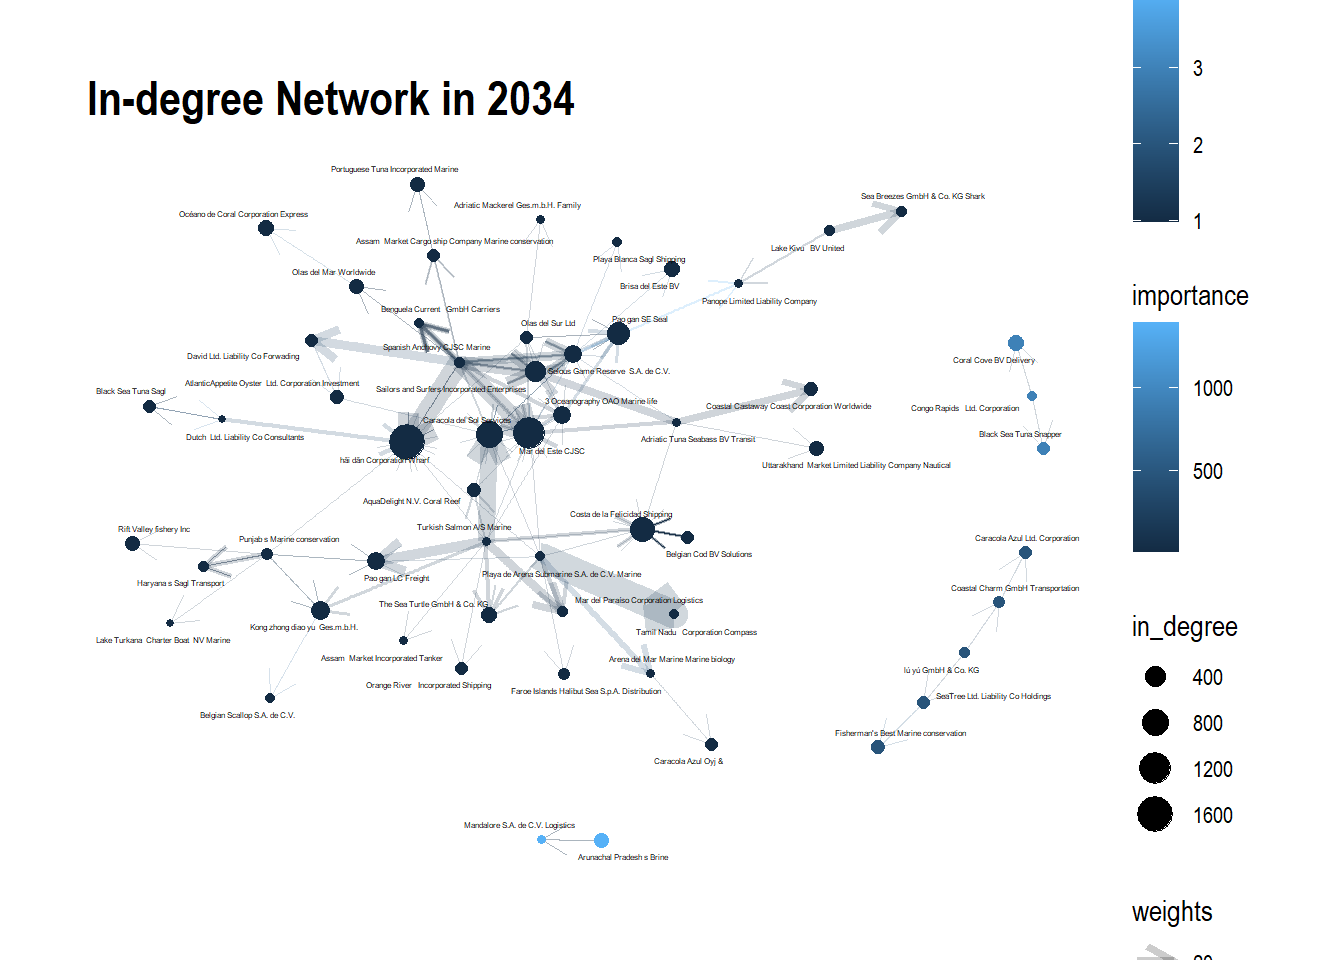 3
2
1
In-degree Network in 2034
Portuguese Tuna Incorporated Marine
Sea Breezes GmbH & Co. KG Shark
Adriatic Mackerel Ges.m.b.H. Family
Océano de Coral Corporation Express
Assam  Market Cargo ship Company Marine conservation
Lake Kivu  BV United
Playa Blanca Sagl Shipping
Olas del Mar Worldwide
Brisa del Este BV
Panope Limited Liability Company
importance
Benguela Current  GmbH Carriers
Pao gan SE Seal
Olas del Sur Ltd
Spanish Anchovy CJSC Marine
David Ltd. Liability Co Forwading
Coral Cove BV Delivery
Selous Game Reserve  S.A. de C.V.
AtlanticAppetite Oyster  Ltd. Corporation Investment
Sailors and Surfers Incorporated Enterprises
Black Sea Tuna Sagl
1000
3 Oceanography OAO Marine life
Coastal Castaway Coast Corporation Worldwide
Congo Rapids  Ltd. Corporation
Caracola del Sol Services
Black Sea Tuna Snapper
Dutch  Ltd. Liability Co Consultants
Adriatic Tuna Seabass BV Transit
Mar del Este CJSC
hǎi dǎn Corporation Wharf
Uttarakhand  Market Limited Liability Company Nautical
500
AquaDelight N.V. Coral Reef
Costa de la Felicidad Shipping
Rift Valley fishery Inc
Turkish Salmon A/S Marine
Punjab s Marine conservation
Caracola Azul Ltd. Corporation
Belgian Cod BV Solutions
Pao gan LC Freight
Playa de Arena Submarine S.A. de C.V. Marine
Haryana s Sagl Transport
Coastal Charm GmbH Transportation
The Sea Turtle GmbH & Co. KG
Mar del Paraíso Corporation Logistics
in_degree
Kong zhong diao yu  Ges.m.b.H.
Tamil Nadu  Corporation Compass
Lake Turkana  Charter Boat  NV Marine
Assam  Market Incorporated Tanker
Arena del Mar Marine Marine biology
Iú yú GmbH & Co. KG
400
Orange River  Incorporated Shipping
Faroe Islands Halibut Sea S.p.A. Distribution
SeaTree Ltd. Liability Co Holdings
Belgian Scallop S.A. de C.V.
800
Fisherman's Best Marine conservation
Caracola Azul Oyj &
1200
1600
Mandalore S.A. de C.V. Logistics
Arunachal Pradesh s Brine
weights